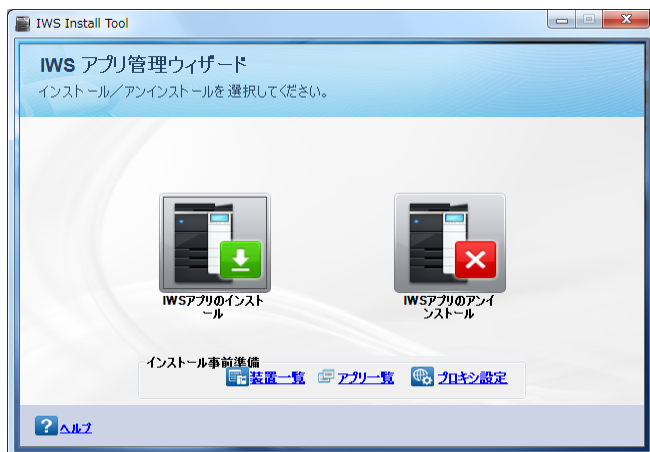 IWS Install Tool
IWS アプリ管理ウィザード
インストール／アンインストールを選択してください。
IWSアプリのインスト
ール
IWSアプリのアンイ
ンストール
インストール事前準備
装置一覧 アプリ一覧 プロキシ設定
? ヘルプ